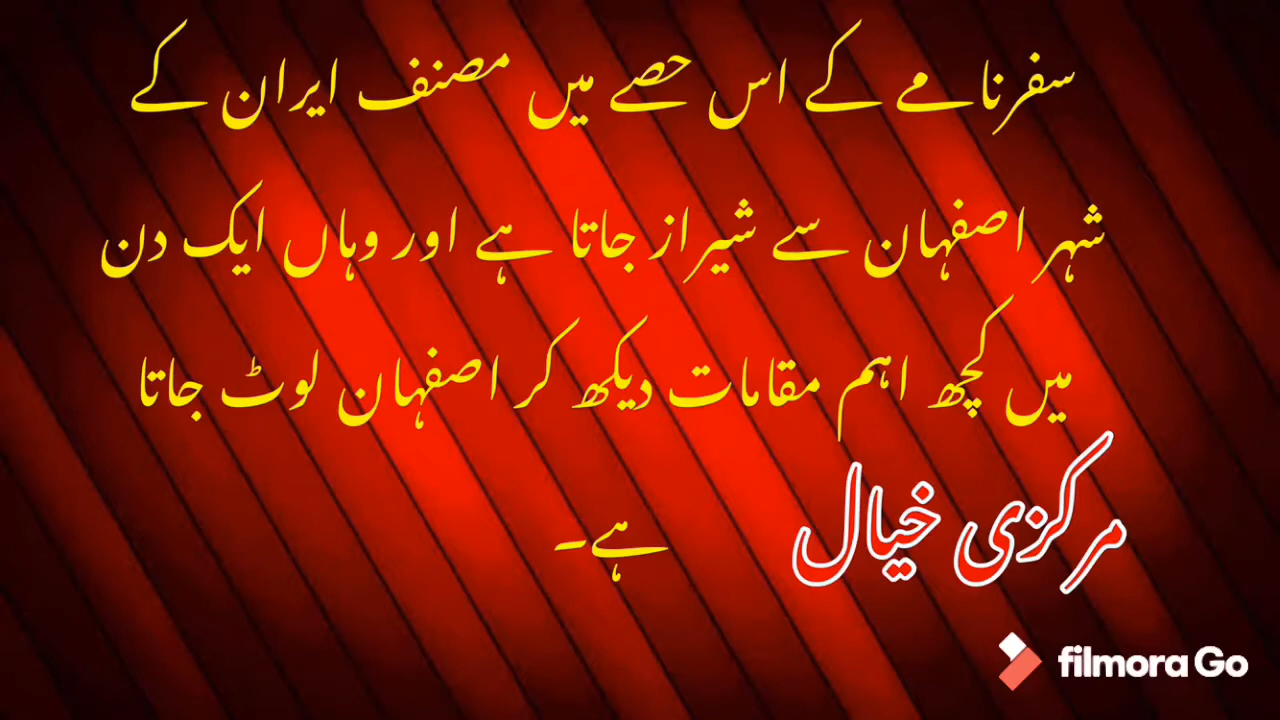 سفرنامے کے اس حصے میں مصنف ایران کے
شہر اصفہان سے شیراز جاتا ہے اور وہاں ایک دن
میں کچھ اہم مقامات دیکھ کر اصفہان لوٹ جاتا
ہے۔
مرکزی خیال
filmora Go